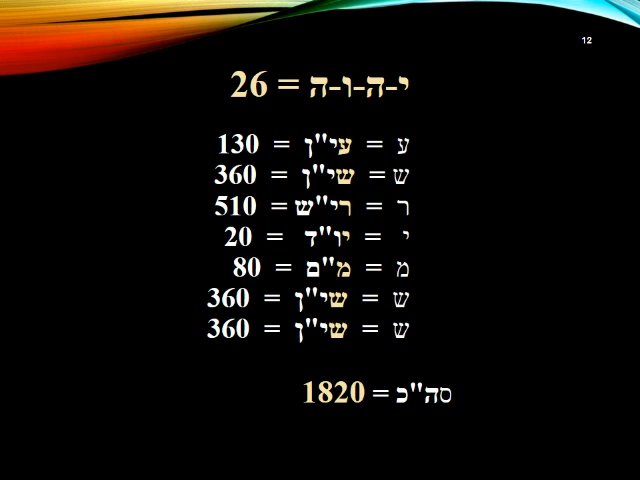 12
י-ה-ו-ה = 26
ע = עי"ן = 130
ש = שי"ן = 360
ר = רי"ש = 510
י = יו"ד = 20
מ = מ"ם = 80
ש = שי"ן = 360
ש = שי"ן = 360
סה"כ = 1820